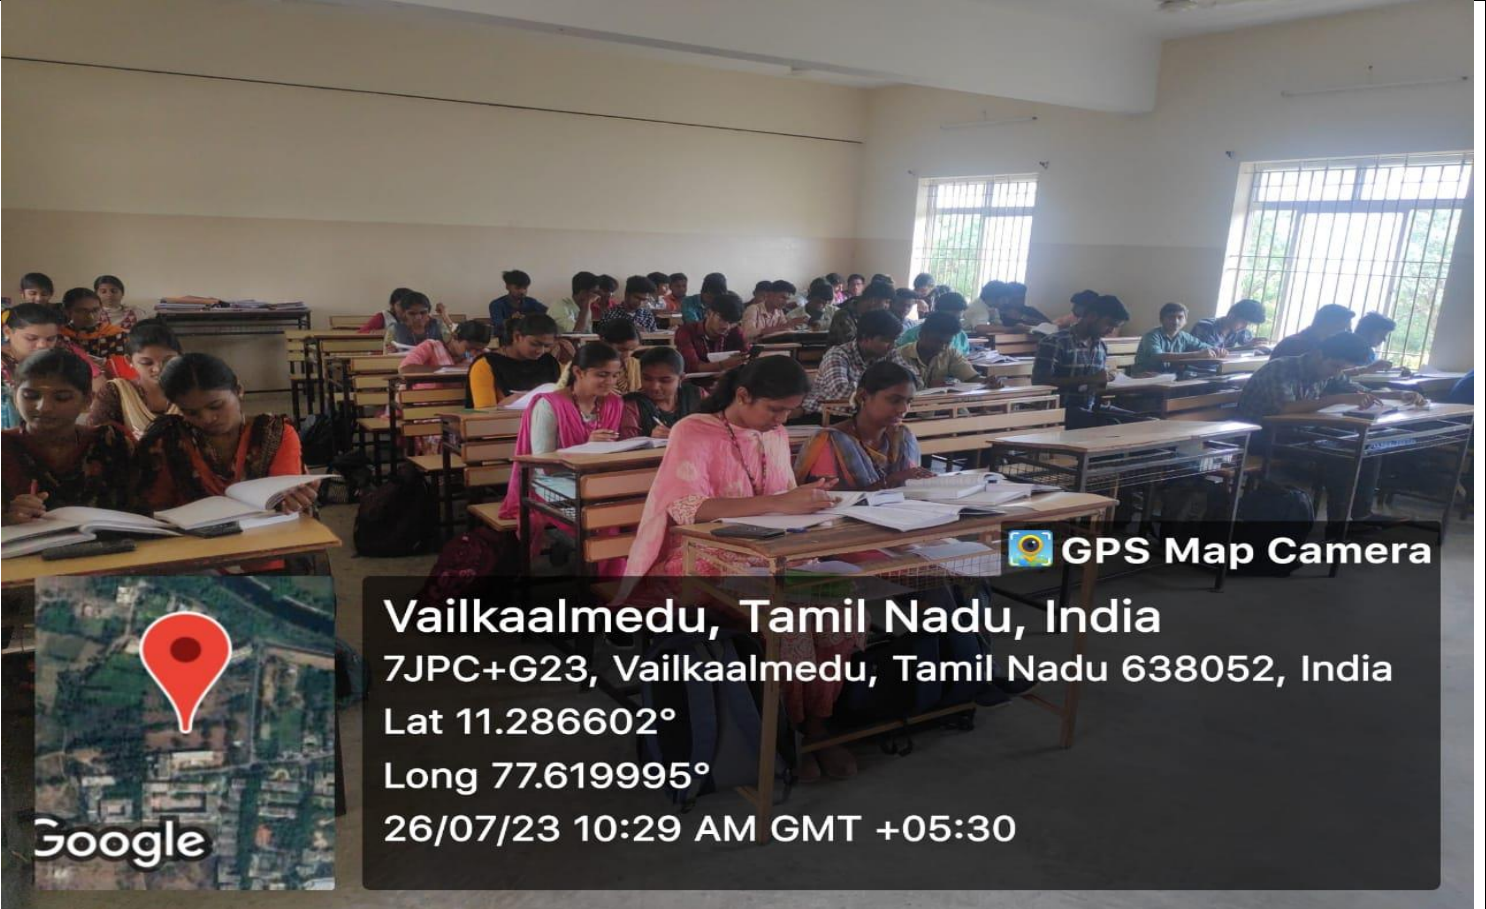 GPS Map Camera
Vailkaalmedu, Tamil Nadu, India
7JPC+G23, Vailkaalmedu, Tamil Nadu 638052, India
Lat 11.286602°
Long 77.619995°
26/07/23 10:29 AM GMT +05:30
Google